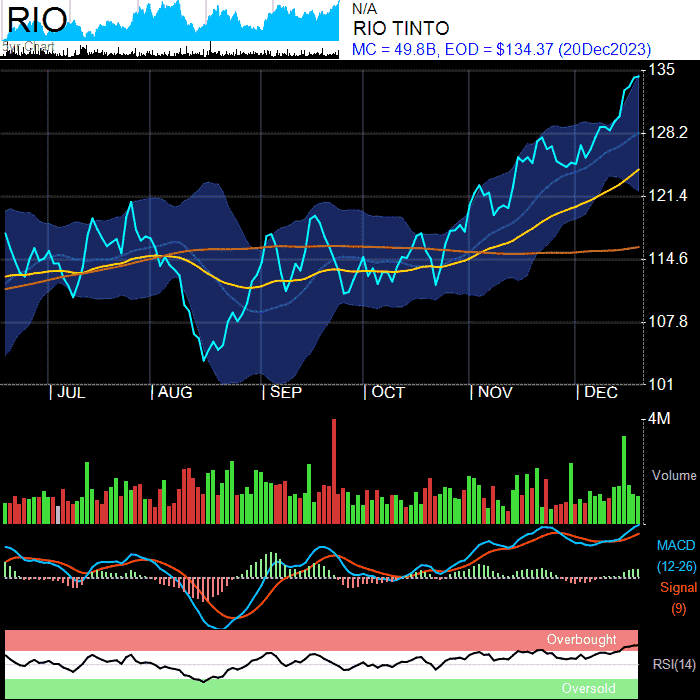 RIO
5yr Chart
N/A
RIO TINTO
MC = 49.8B, EOD = $134.37 (20Dec2023)
135
128.2
121.4
114.6
107.8
101
| JUL | AUG | SEP | OCT | NOV | DEC
4M
Volume
MACD
(12-26)
Signal
(9)
Overbought
RSI(14)
Oversold